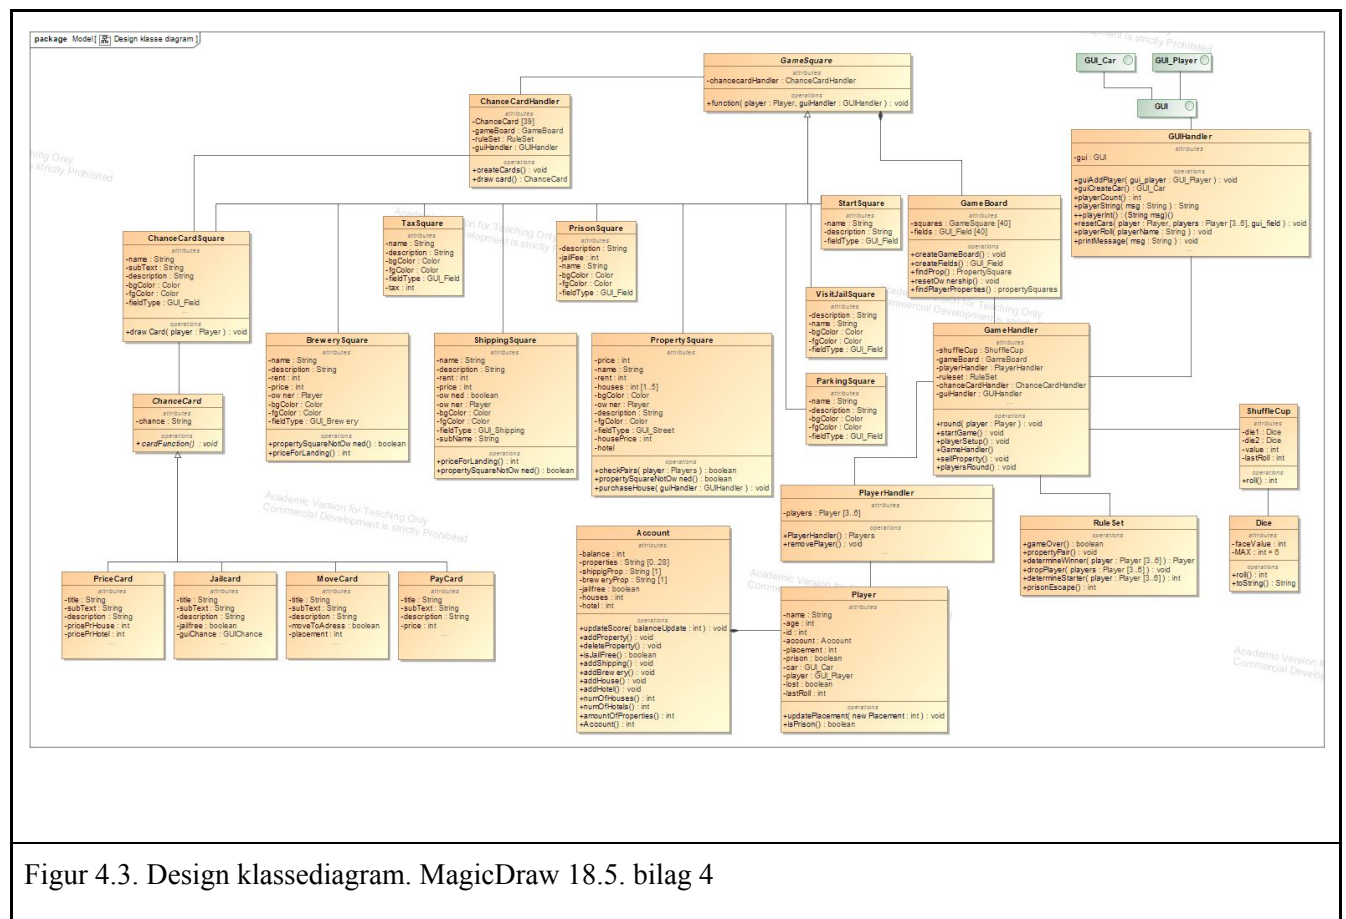 package Model[ Design klasse diagram ]
GameSquare
attributes
-chancecardHandler : ChanceCardHandler
operations
+function( player : Player, guiHandler : GUIHandler ) : void
GUI_Car
GUI_Player
GUI
ChanceCardHandler
attributes
-ChanceCard [39]
-gameBoard : GameBoard
-ruleSet : RuleSet
-guiHandler : GUIHandler
operations
+createCards() : void
+draw card() : ChanceCard
GUIHandler
attributes
-gui : GUI
operations
+guiAddPlayer( gui_player : GUI_Player ) : void
+guiCreateCar() : GUI_Car
+playerCount() : int
+playerString( msg : String ) : String
++playerInt() : (String msg)()
+resetCars( player : Player, players : Player [3..6], gui_field ) : void
+playerRoll( playerName : String ) : void
+printMessage( msg : String ) : void
ChanceCardSquare
attributes
-name : String
-subText : String
-description : String
-bgColor : Color
-fgColor : Color
-fieldType : GUI_Field
...
operations
+draw Card( player : Player ) : void
TaxSquare
attributes
-name : String
-description : String
-bgColor : Color
-fgColor : Color
-fieldType : GUI_Field
-tax : int
PrisonSquare
attributes
-description : String
-jailFee : int
-name : String
-bgColor : Color
-fgColor : Color
-fieldType : GUI_Field
StartSquare
attributes
-name : String
-description : String
-fieldType : GUI_Field
GameBoard
attributes
-squares : GameSquare [40]
-fields : GUI_Field [40]
operations
+createGameBoard() : void
+createFields() : GUI_Field
+findProp() : PropertySquare
+resetOw nership() : void
+findPlayerProperties() : propertySquares
VisitJailSquare
attributes
-description : String
-name : String
-bgColor : Color
-fgColor : Color
-fieldType : GUI_Field
BrewerySquare
attributes
-name : String
-description : String
-rent : int
-price : int
-ow ner : Player
-bgColor : Color
-fgColor : Color
-fieldType : GUI_Brew ery
operations
+propertySquareNotOw ned() : boolean
+priceForLanding() : int
ShippingSquare
attributes
-name : String
-description : String
-rent : int
-price : int
-ow ned : boolean
-ow ner : Player
-bgColor : Color
-fgColor : Color
-fieldType : GUI_Shipping
-subName : String
operations
+priceForLanding() : int
+propertySquareNotOw ned() : boolean
PropertySquare
attributes
-price : int
-name : String
-rent : int
-houses : int [1..5]
-bgColor : Color
-ow ner : Player
-description : String
-fgColor : Color
-fieldType : GUI_Street
-housePrice : int
-hotel
operations
+checkPairs( player : Players ) : boolean
+propertySquareNotOw ned() : boolean
+purchaseHouse( guiHandler : GUIHandler ) : void
ParkingSquare
attributes
-name : String
-description : String
-bgColor : Color
-fgColor : Color
-fieldType : GUI_Field
GameHandler
attributes
-shuffleCup : ShuffleCup
-gameBoard : GameBoard
-playerHandler : PlayerHandler
-ruleset : RuleSet
-chanceCardHandler : ChanceCardHandler
-guiHandler : GUIHandler
...
operations
+round( player : Player ) : void
+startGame() : void
+playerSetup() : void
+GameHandler()
+sellProperty() : void
+playersRound() : void
ChanceCard
attributes
-chance : String
operations
+ cardFunction() : void
ShuffleCup
attributes
-die1 : Dice
-die2 : Dice
-value : int
-lastRoll : int
operations
+roll() : int
PlayerHandler
attributes
-players : Player [3..6]
operations
+PlayerHandler() : Players
+removePlayer() : void
...
RuleSet
operations
+gameOver() : boolean
+propertyPair() : void
+determineWinner( player : Player [3..6] ) : Player
+dropPlayer( players : Player [3..6] ) : void
+determineStarter( player : Player [3..6] ) : int
+prisonEscape() : int
Dice
attributes
-faceValue : int
-MAX : int = 6
operations
+roll() : int
+toString() : String
Account
attributes
-balance : int
-properties : String [0..28]
-shippigProp : String [1]
-brew eryProp : String [1]
-jailfree : boolean
-houses : int
-hotel : int
operations
+updateScore( balanceUpdate : int ) : void
+addProperty() : void
+deleteProperty() : void
+isJailFree() : boolean
+addShipping() : void
+addBrew ery() : void
+addHouse() : void
+addHotel() : void
+numOfHouses() : int
+numOfHotels() : int
+amountOfProperties() : int
+Account() : int
Player
attributes
-name : String
-age : int
-id : int
-account : Account
-placement : int
-prison : boolean
-car : GUI_Car
-player : GUI_Player
-lost : boolean
-lastRoll : int
operations
+updatePlacement( new Placement : int ) : void
+isPrison() : boolean
PriceCard
attributes
-title : String
-subText : String
-description : String
-pricePrHouse : int
-pricePrHotel : int
...
Jailcard
attributes
-title : String
-subText : String
-description : String
-jailfree : boolean
-guiChance : GUIChance
...
MoveCard
attributes
-title : String
-subText : String
-description : String
-moveToAdress : boolean
-placement : int
...
PayCard
attributes
-title : String
-subText : String
-description : String
-price : int
...
Academic Version for Teaching Only
Commercial Development is strictly Prohibited
Figur 4.3. Design klassediagram. MagicDraw 18.5. bilag 4